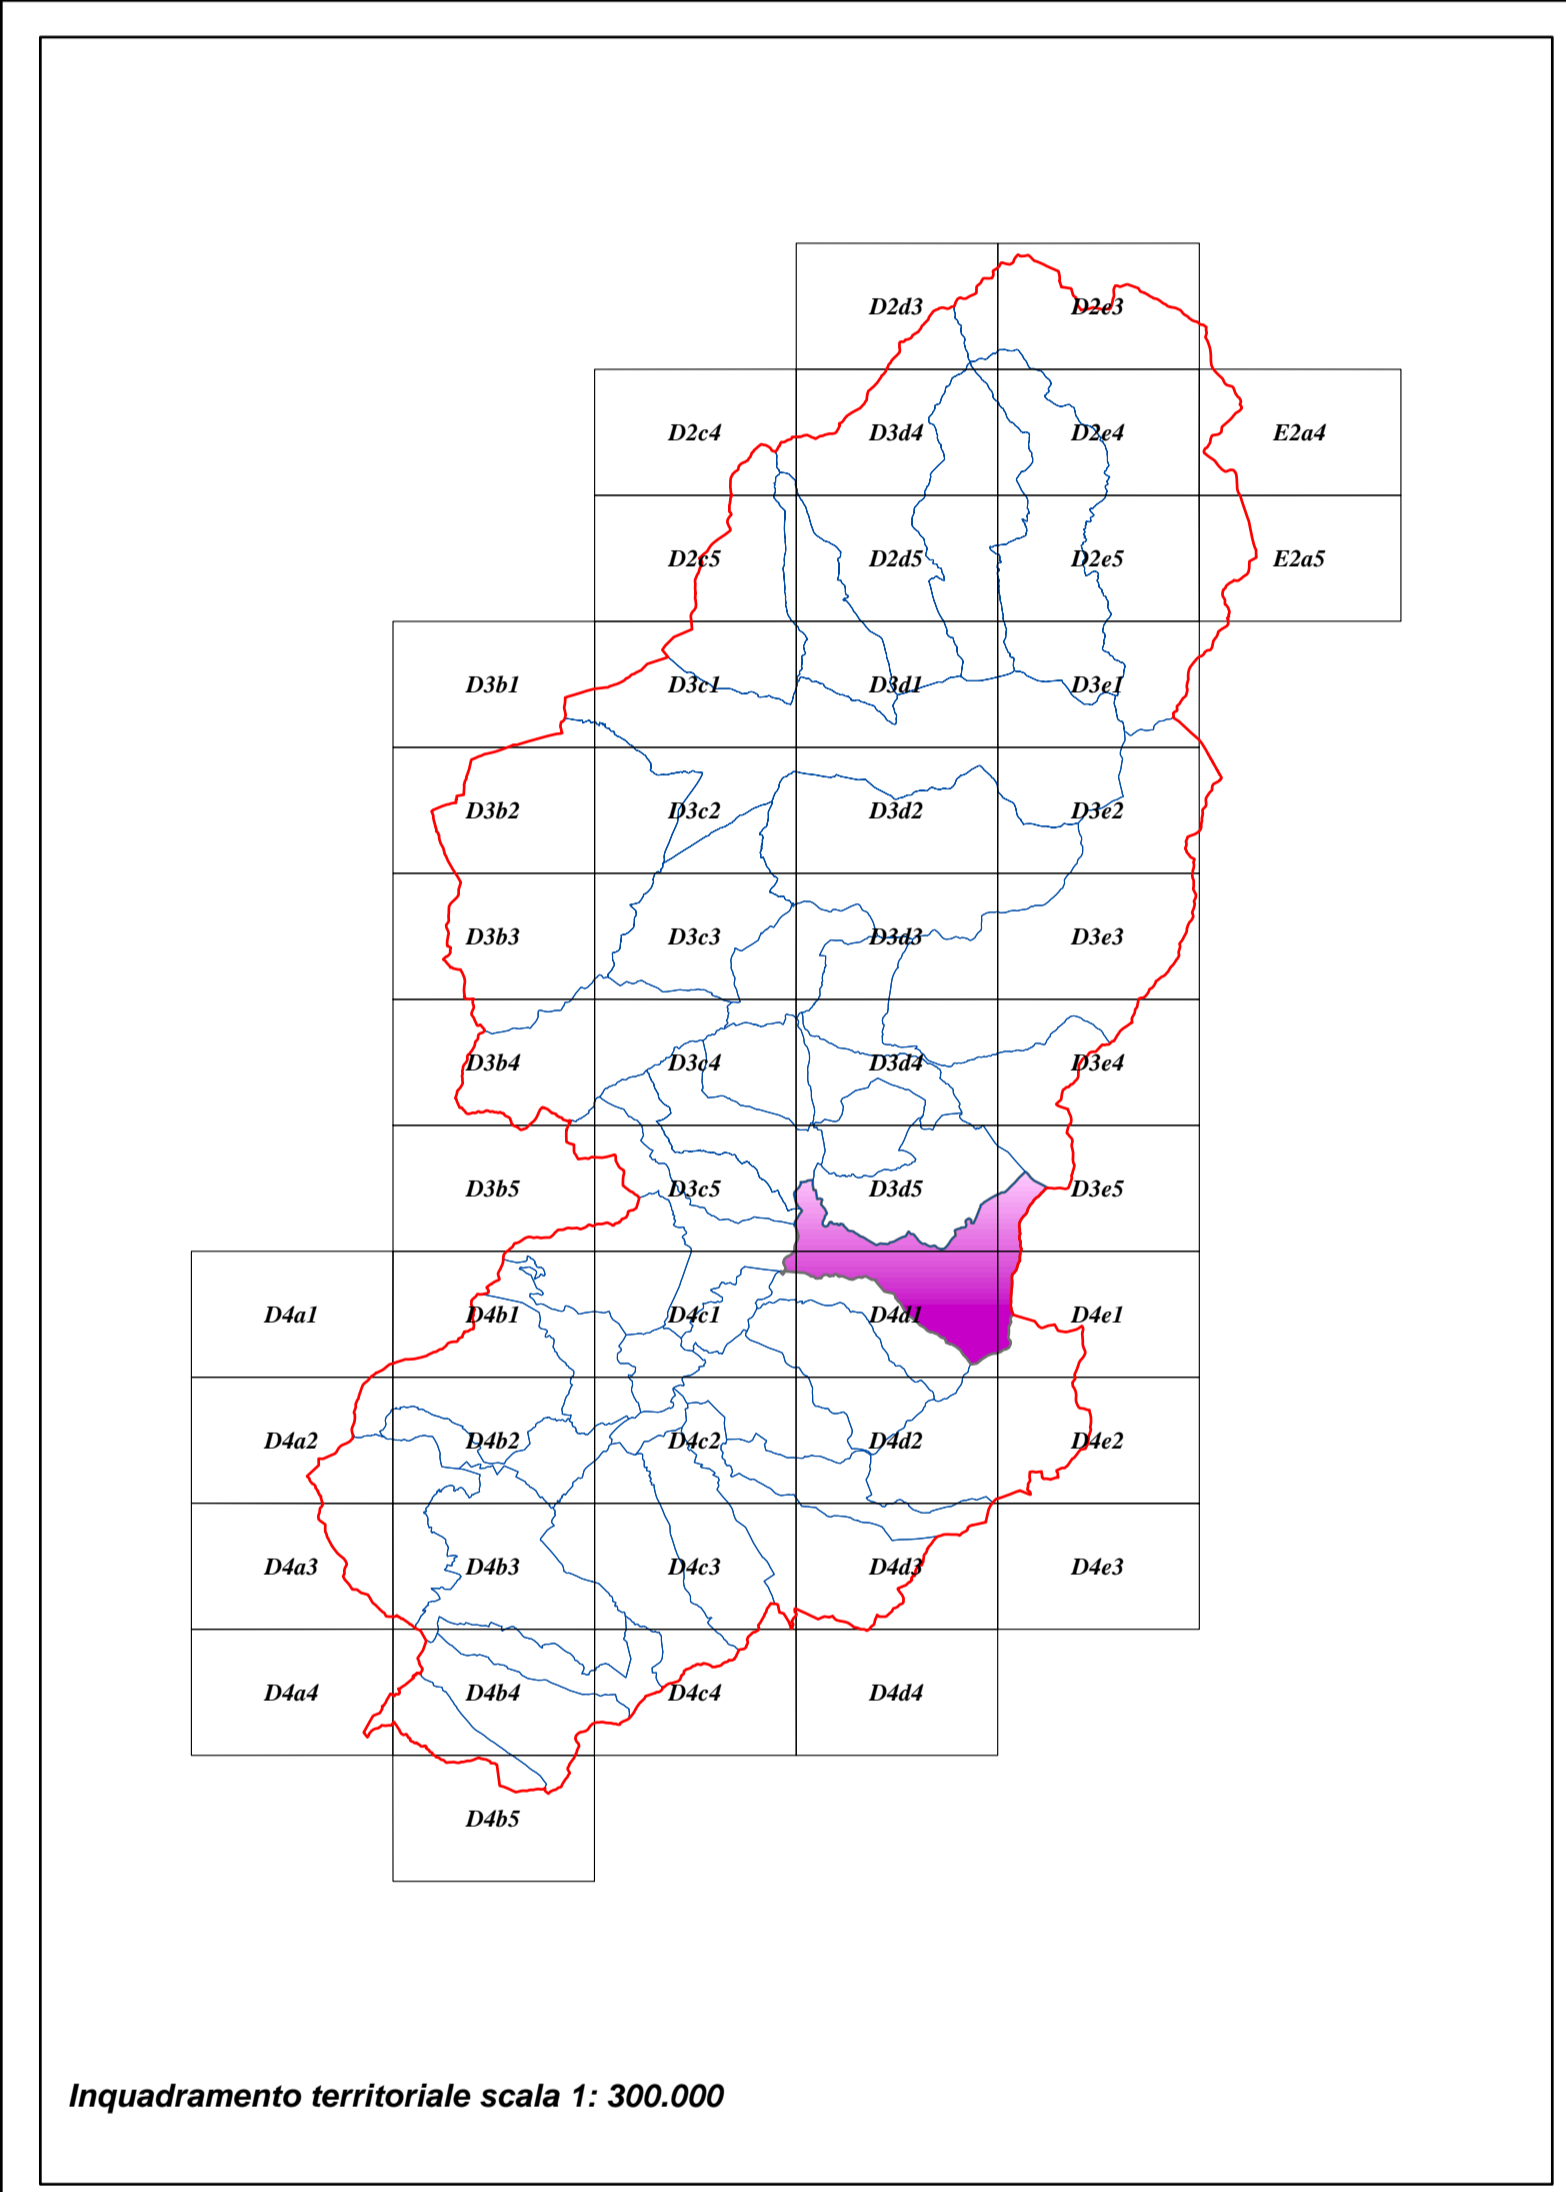 D2d3 D2e3
D2c4 D3d4 D2e4 E2a4
D2c5 D2d5 D2e5 E2a5
D3b1 D3c1 D3d1 D3e1
D3b2 D3c2 D3d2 D3e2
D3b3 D3c3 D3d3 D3e3
D3b4 D3c4 D3d4 D3e4
D3b5 D3c5 D3d5 D3e5
D4a1 D4b1 D4c1 D4d1 D4e1
D4a2 D4b2 D4c2 D4d2 D4e2
D4a3 D4b3 D4c3 D4d3 D4e3
D4a4 D4b4 D4c4 D4d4
D4b5
Inquadramento territoriale scala 1: 300.000